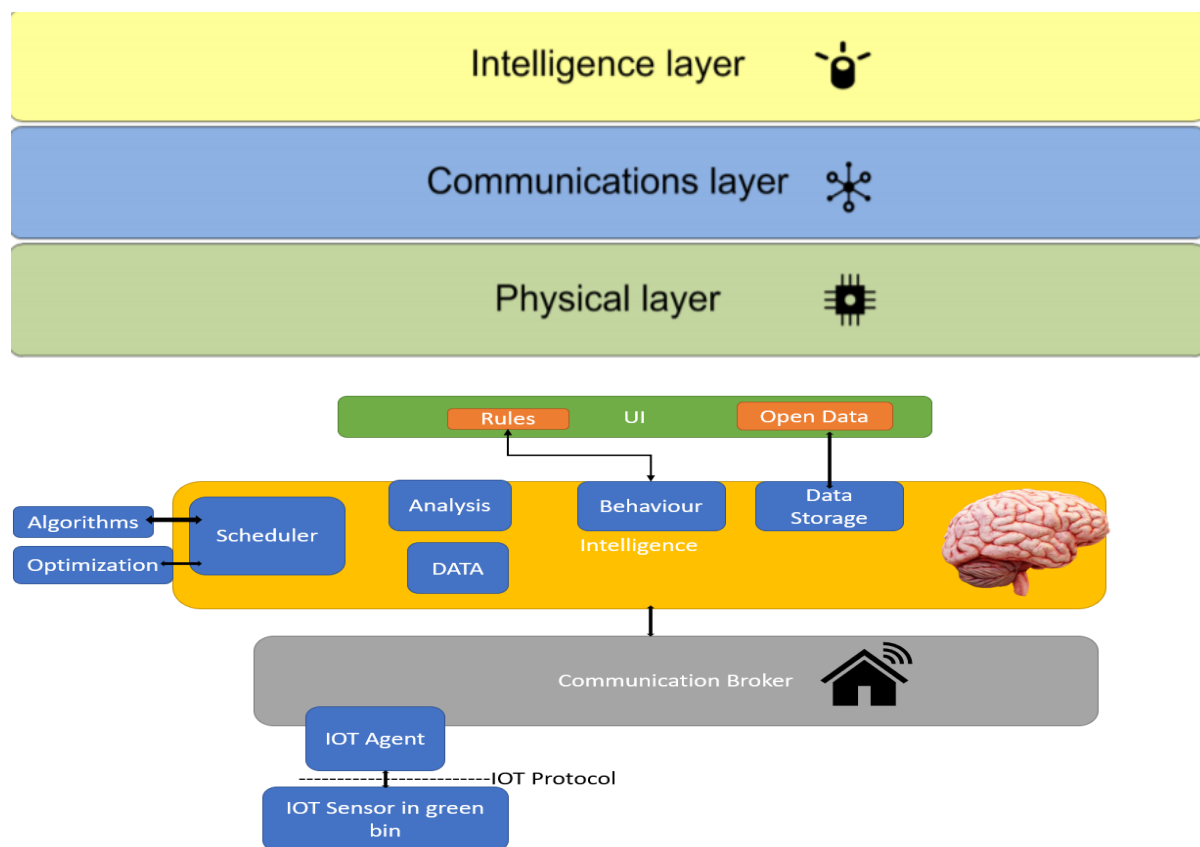 Intelligence layer
Communications layer
Physical layer
Rules
UI
Open Data
Algorithms
Optimization
Scheduler
Analysis
DATA
Behaviour
Intelligence
Data
Storage
Communication Broker
IOT Agent
IOT Protocol
IOT Sensor in green
bin